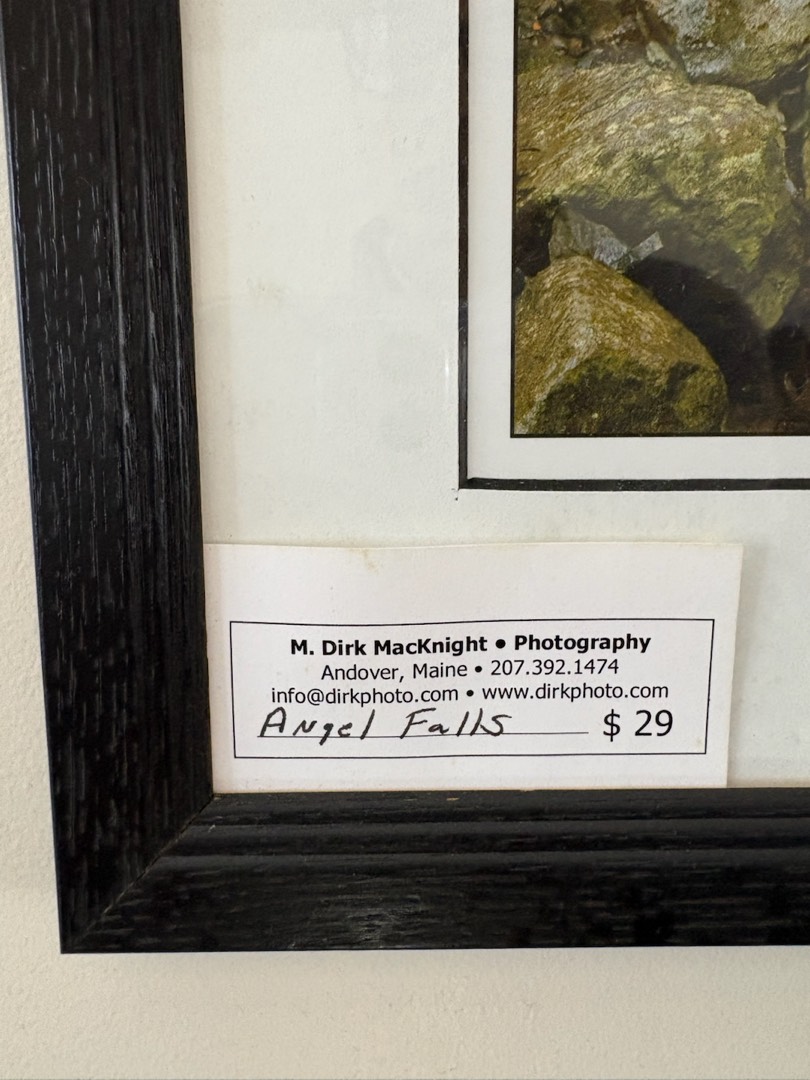 M. Dirk MacKnight • Photography
Andover, Maine • 207.392.1474
info@dirkphoto.com • www.dirkphoto.com
Angel Falls $ 29